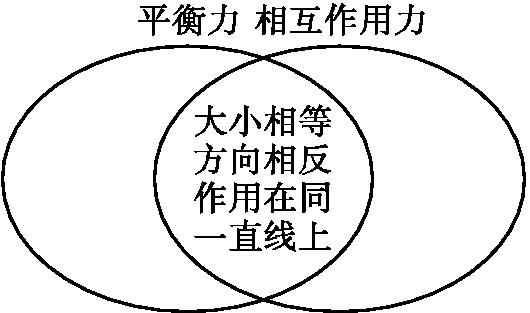 平衡力 相互作用力
大小相等
方向相反
作用在同
一直线上